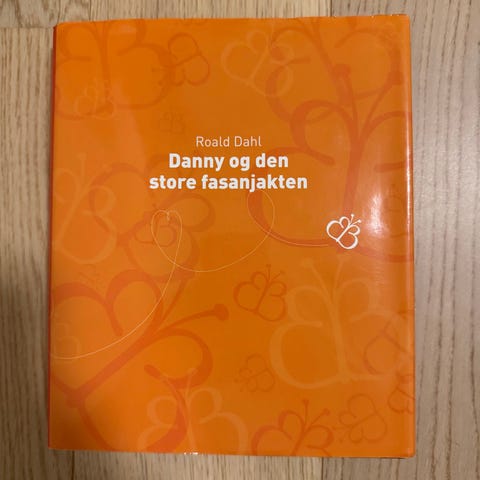 Roald Dahl
Danny og den
store fasanjakten